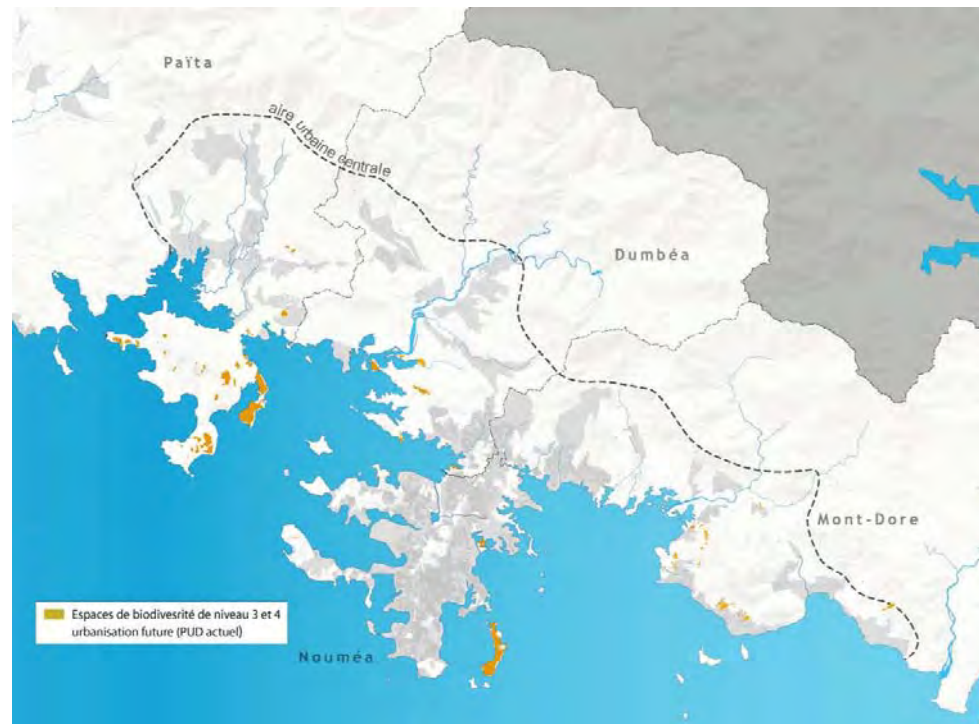 Païta
aire urbaine centrale
Dumbéa
Mont-Dore
Espaces de biodivesrité de niveau 3 et 4
urbanisation future (PUD actuel)
Nouméa